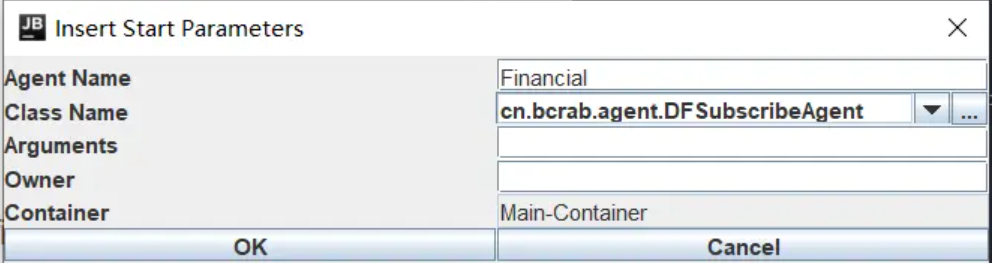 JB Insert Start Parameters
Agent Name Financial
Class Name cn.bcrab.agent.DFSubscribeAgent ...
Arguments
Owner
Container Main-Container
OK Cancel